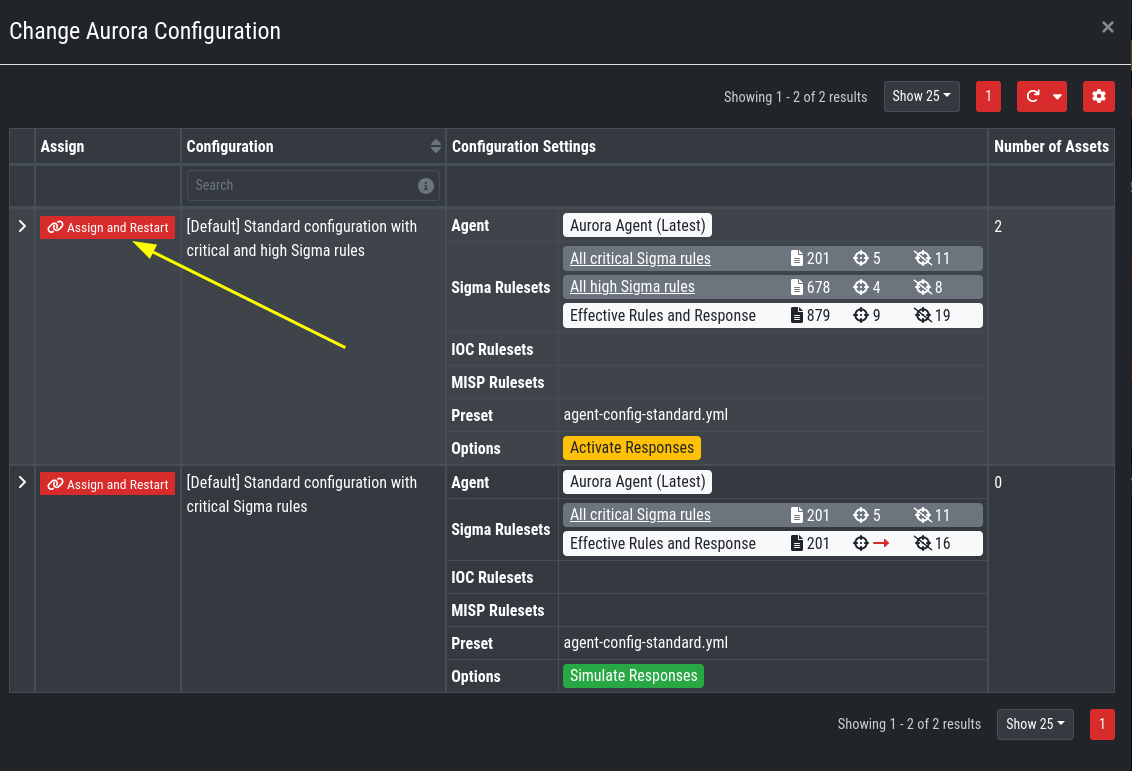 Change Aurora Configuration
×
Showing 1 - 2 of 2 results Show 25 1
Assign Configuration Configuration Settings Number of Assets
Search
Assign and Restart [Default] Standard configuration with critical and high Sigma rules 2
Agent Aurora Agent (Latest)
Sigma Rulesets
All critical Sigma rules 201 5 11
All high Sigma rules 678 4 8
Effective Rules and Response 879 9 19
IOC Rulesets
MISP Rulesets
Preset agent-config-standard.yml
Options Activate Responses
Assign and Restart [Default] Standard configuration with critical Sigma rules 0
Agent Aurora Agent (Latest)
Sigma Rulesets
All critical Sigma rules 201 5 11
Effective Rules and Response 201 → 16
IOC Rulesets
MISP Rulesets
Preset agent-config-standard.yml
Options Simulate Responses
Showing 1 - 2 of 2 results Show 25 1